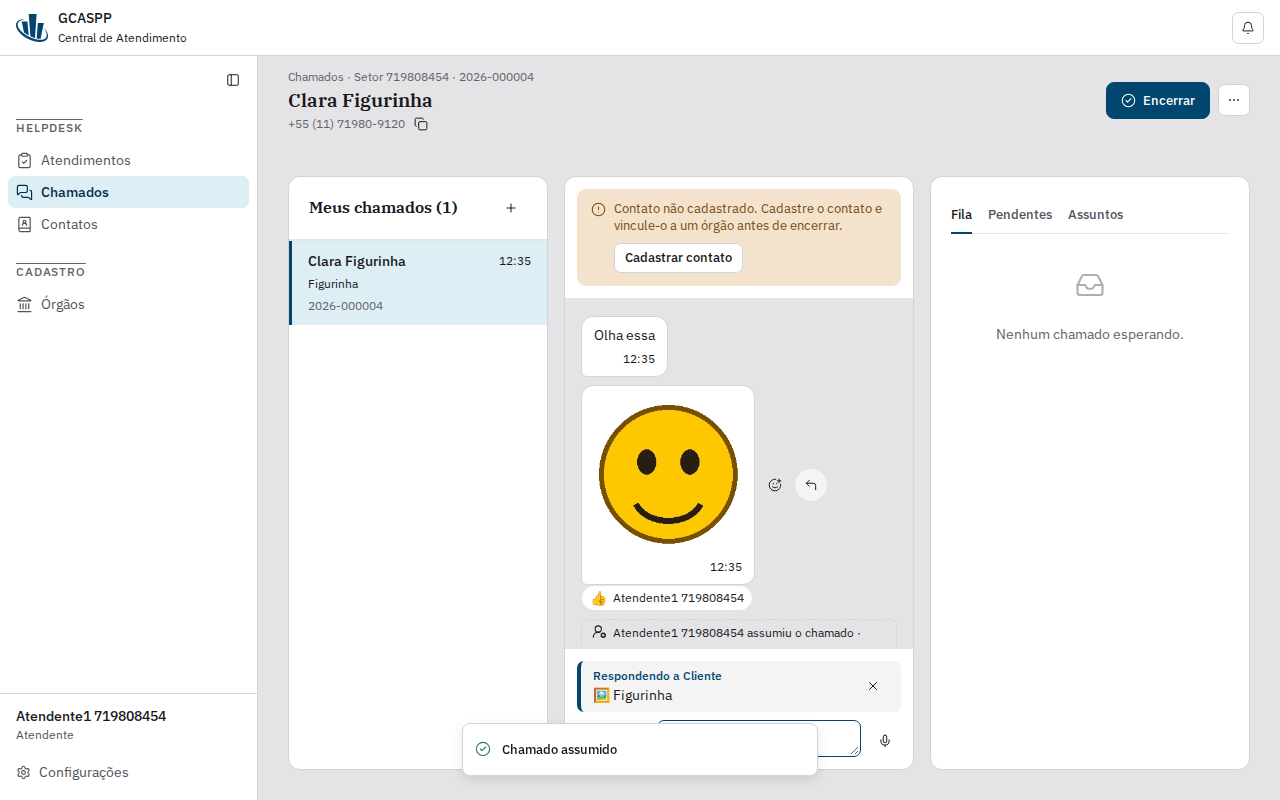 GCASPP
Central de Atendimento
HELPDESK
Atendimentos
Chamados
Contatos
CADASTRO
Órgãos
Atendente1 719808454
Atendente
Configurações
Chamados · Setor 719808454 · 2026-000004
Clara Figurinha
+55 (11) 71980-9120
Encerrar
Meus chamados (1)
Clara Figurinha 12:35
Figurinha
2026-000004
Contato não cadastrado. Cadastre o contato e
vincule-o a um órgão antes de encerrar.
Cadastrar contato
Olha essa
12:35
12:35
👍 Atendente1 719808454
Atendente1 719808454 assumiu o chamado ·
Respondendo a Cliente
🖼️ Figurinha
Chamado assumido
Fila Pendentes Assuntos
Nenhum chamado esperando.